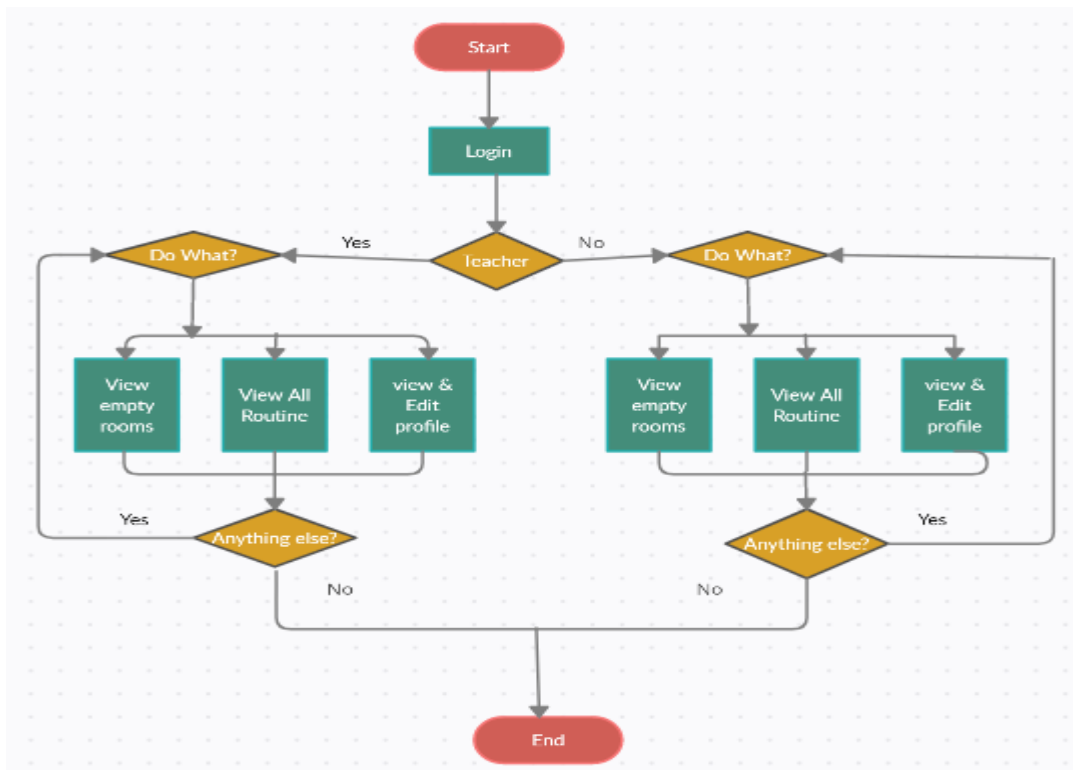 Start
Login
Yes
No
Do What?
Teacher
Do What?
View
empty
rooms
View All
Routine
view &
Edit
profile
View
empty
rooms
View All
Routine
view &
Edit
profile
Yes
Anything else?
Yes
Anything else?
No
No
End